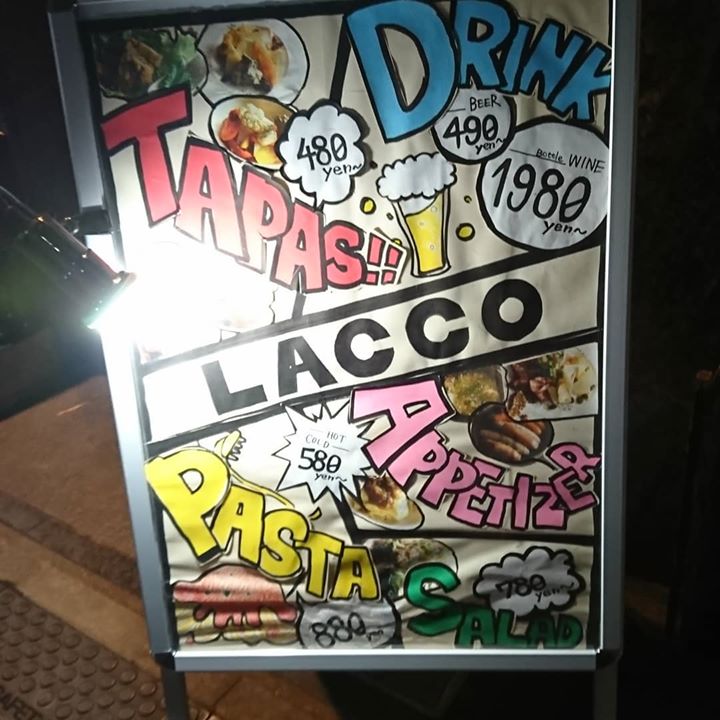 DRINK
BEER
490
yen~
Bottle WINE
1980
yen~
TAPAS!!
480
yen~
LACCO
APPETIZER
HOT
COLD
580
yen~
PASTA
880
yen~
SALAD
780
yen~